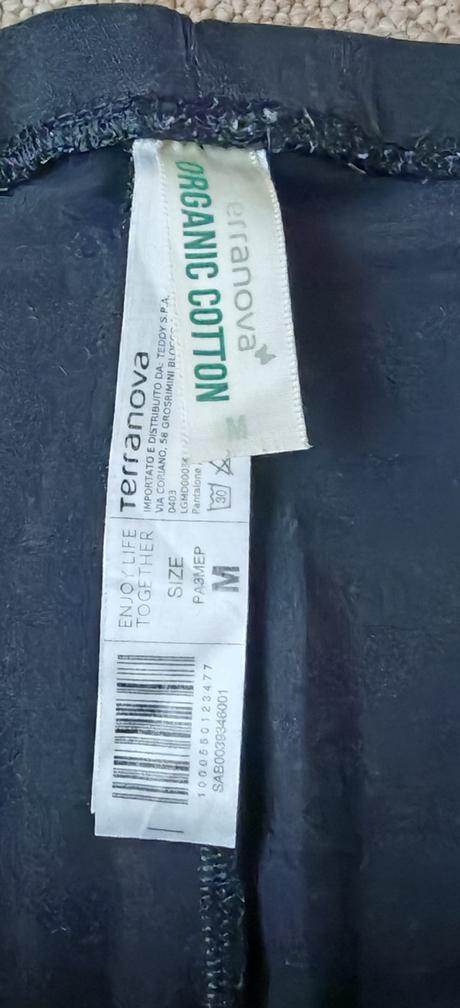 ORGANIC COTTON
terranova
Terranova
IMPORTATO E DISTRIBUITO DA: TEDDY S.P.A.
VIA CORIANO, 58 GROSRIMINI BLOCCO
0403
Pantalone
30
ENJOY LIFE
TOGETHER
SIZE
РАЗМЕР
M
1000550123477
SAB0039346001